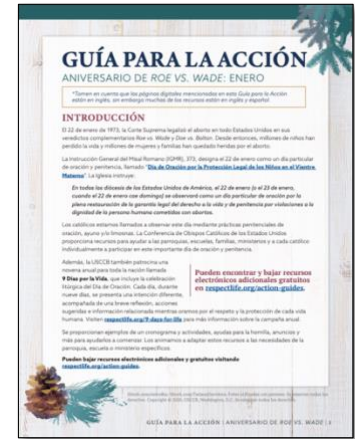 GUÍA PARA LA ACCIÓN
ANIVERSARIO DE ROE VS. WADE: ENERO
*Tomen en cuenta que las páginas digitales mencionadas en esta Guía para la Acción
están en inglés, sin embargo muchos de los recursos están en inglés y español.
INTRODUCCIÓN
El 22 de enero de 1973, la Corte Suprema legalizó el aborto en todo Estados Unidos en sus
veredictos complementarios Roe vs. Wade y Doe vs. Bolton. Desde entonces, millones de niños han
perdido la vida y millones de mujeres y familias han quedado heridas por el aborto.
La Instrucción General del Misal Romano (IGMR), 373, designa el 22 de enero como un día particular
de oración y penitencia, llamado "Día de Oración por la Protección Legal de los Niños en el Vientre
Materno". La Iglesia instruye:
En todas las diócesis de los Estados Unidos de América, el 22 de enero (o el 23 de enero,
cuando el 22 de enero cae domingo) se observará como un día particular de oración por la
plena restauración de la garantía legal del derecho a la vida y de penitencia por violaciones a la
dignidad de la persona humana cometidas con abortos.
Los católicos estamos llamados a observar este día mediante prácticas penitenciales de
oración, ayuno y/o limosnas. La Conferencia de Obispos Católicos de los Estados Unidos
proporciona recursos para ayudar a las parroquias, escuelas, familias, ministerios y a cada católico
individualmente a participar en este importante día de oración y penitencia.
Además, la USCCB también patrocina una
novena anual para toda la nación llamada
9 Días por la Vida, que incluye la celebración
litúrgica del Día de Oración. Cada día, durante
nueve días, se presenta una intención diferente,
acompañada de una breve reflexión, acciones
sugeridas e información relacionada mientras oramos por el respeto y la protección de cada vida
humana. Visiten respectlife.org/9-days-for-life para más información sobre la campaña anual.
Pueden encontrar y bajar recursos
electrónicos adicionales gratuitos
en respectlife.org/action-guides.
Se proporcionan ejemplos de un cronograma y actividades, ayudas para la homilía, anuncios y
más para ayudarlos a comenzar. Los animamos a adaptar estos recursos a las necesidades de la
parroquia, escuela o ministerio específicos.
Pueden bajar recursos electrónicos adicionales y gratuitos visitando
respectlife.org/action-guides.
GUÍA PARA LA ACCIÓN | ANIVERSARIO DE ROE VS. WADE | 1